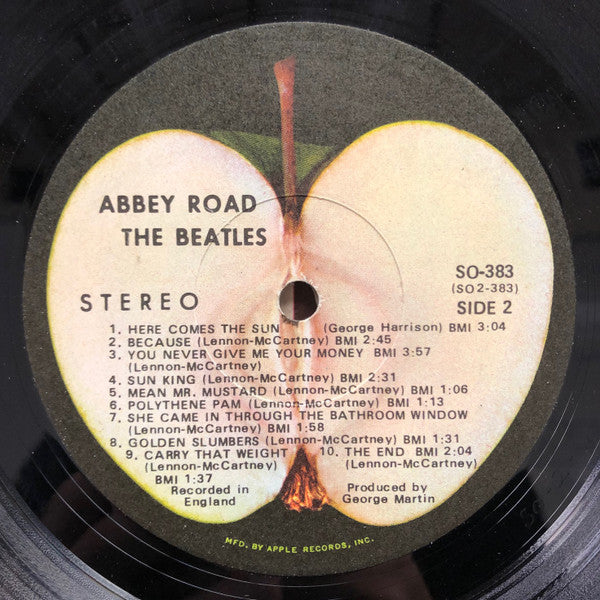 ABBEY ROAD
THE BEATLES
STEREO
SO-383
(SO2-383)
SIDE 2
1. HERE COMES THE SUN (George Harrison) BMI 3:04
2. BECAUSE (Lennon-McCartney) BMI 2:45
3. YOU NEVER GIVE ME YOUR MONEY BMI 3:57
(Lennon-McCartney)
4. SUN KING (Lennon-McCartney) BMI 2:31
5. MEAN MR. MUSTARD (Lennon-McCartney) BMI 1:06
6. POLYTHENE PAM (Lennon-McCartney) BMI 1:13
7. SHE CAME IN THROUGH THE BATHROOM WINDOW
(Lennon-McCartney) BMI 1:58
8. GOLDEN SLUMBERS (Lennon-McCartney) BMI 1:31
9. CARRY THAT WEIGHT
(Lennon-McCartney)
BMI 1:37
10. THE END BMI 2:04
(Lennon-McCartney)
Recorded in
England
Produced by
George Martin
MFD. BY APPLE RECORDS, INC.